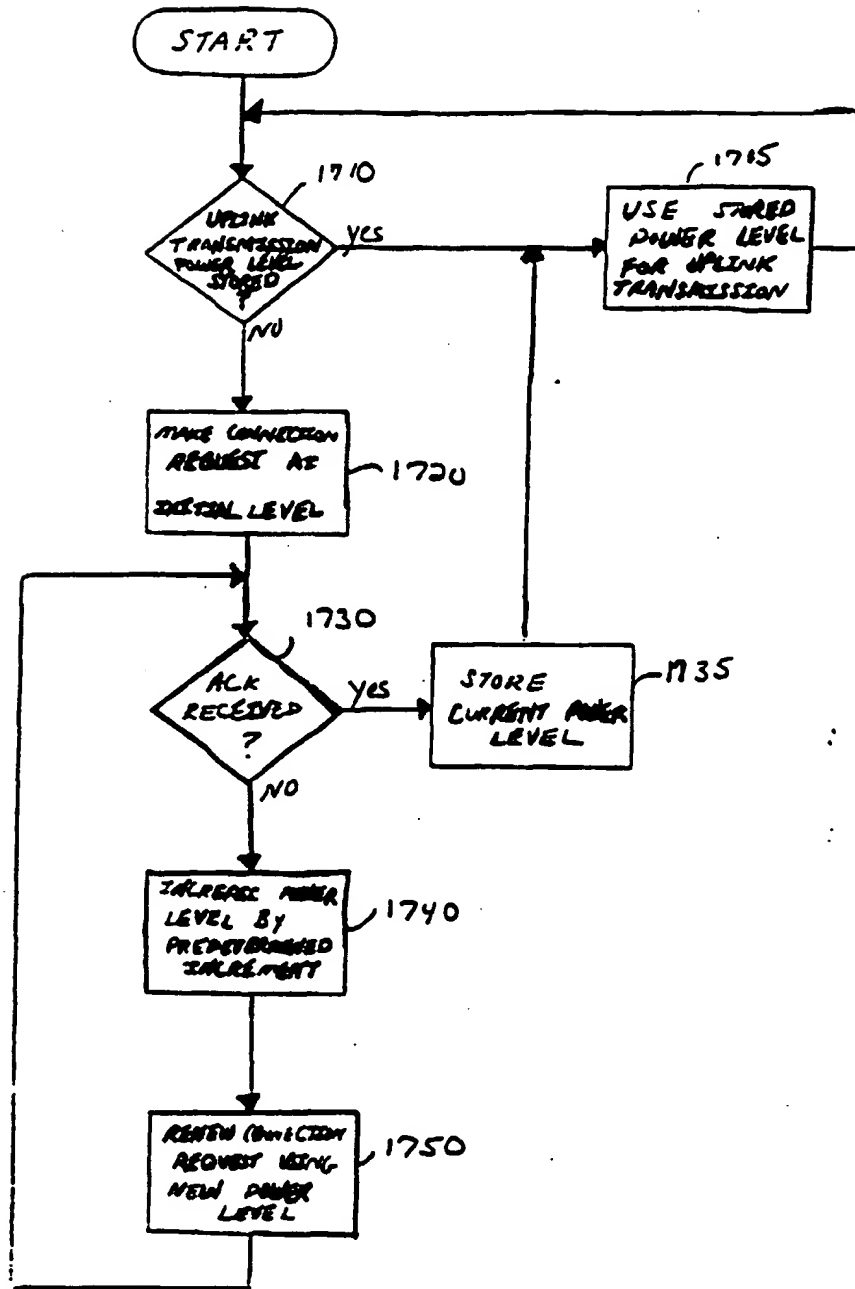 START
1710
UPLINK
TRANSMISSION
POWER LEVEL
STORED
?
yes
NO
1715
USE STORED
POWER LEVEL
FOR UPLINK
TRANSMISSION
MAKE CONNECTION
REQUEST AT
INITIAL LEVEL
1720
1730
ACK
RECEIVED
?
yes
NO
STORE
CURRENT POWER
LEVEL
1735
INCREASE POWER
LEVEL BY
PREDETERMINED
INCREMENT
1740
RENEW CONNECTION
REQUEST USING
NEW POWER
LEVEL
1750